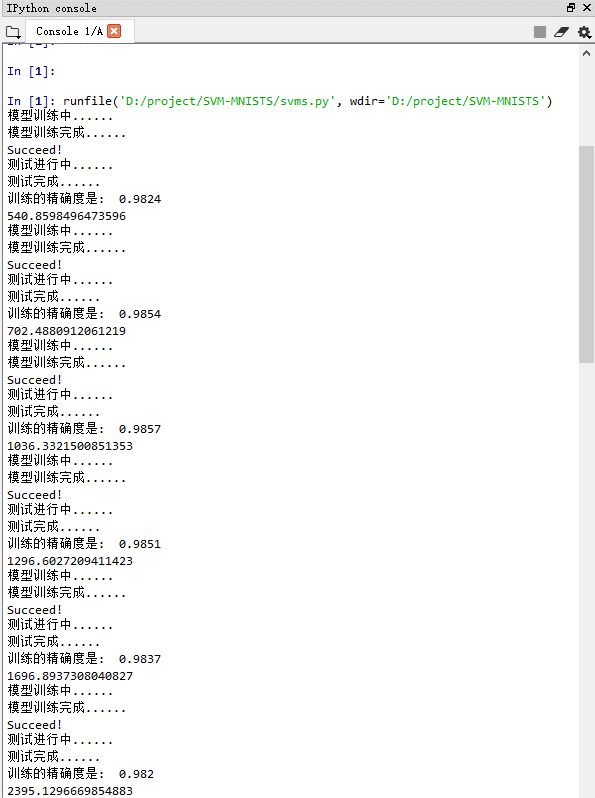 IPython console
Console 1/A
In [1]:
In [1]: runfile('D:/project/SVM-MNISTS/svms.py', wdir='D:/project/SVM-MNISTS')
模型训练中......
模型训练完成......
Succeed!
测试进行中......
测试完成......
训练的精确度是:  0.9824
540.8598496473596
模型训练中......
模型训练完成......
Succeed!
测试进行中......
测试完成......
训练的精确度是:  0.9854
702.4880912061219
模型训练中......
模型训练完成......
Succeed!
测试进行中......
测试完成......
训练的精确度是:  0.9857
1036.3321500851353
模型训练中......
模型训练完成......
Succeed!
测试进行中......
测试完成......
训练的精确度是:  0.9851
1296.6027209411423
模型训练中......
模型训练完成......
Succeed!
测试进行中......
测试完成......
训练的精确度是:  0.9837
1696.8937308040827
模型训练中......
模型训练完成......
Succeed!
测试进行中......
测试完成......
训练的精确度是:  0.982
2395.1296669854883